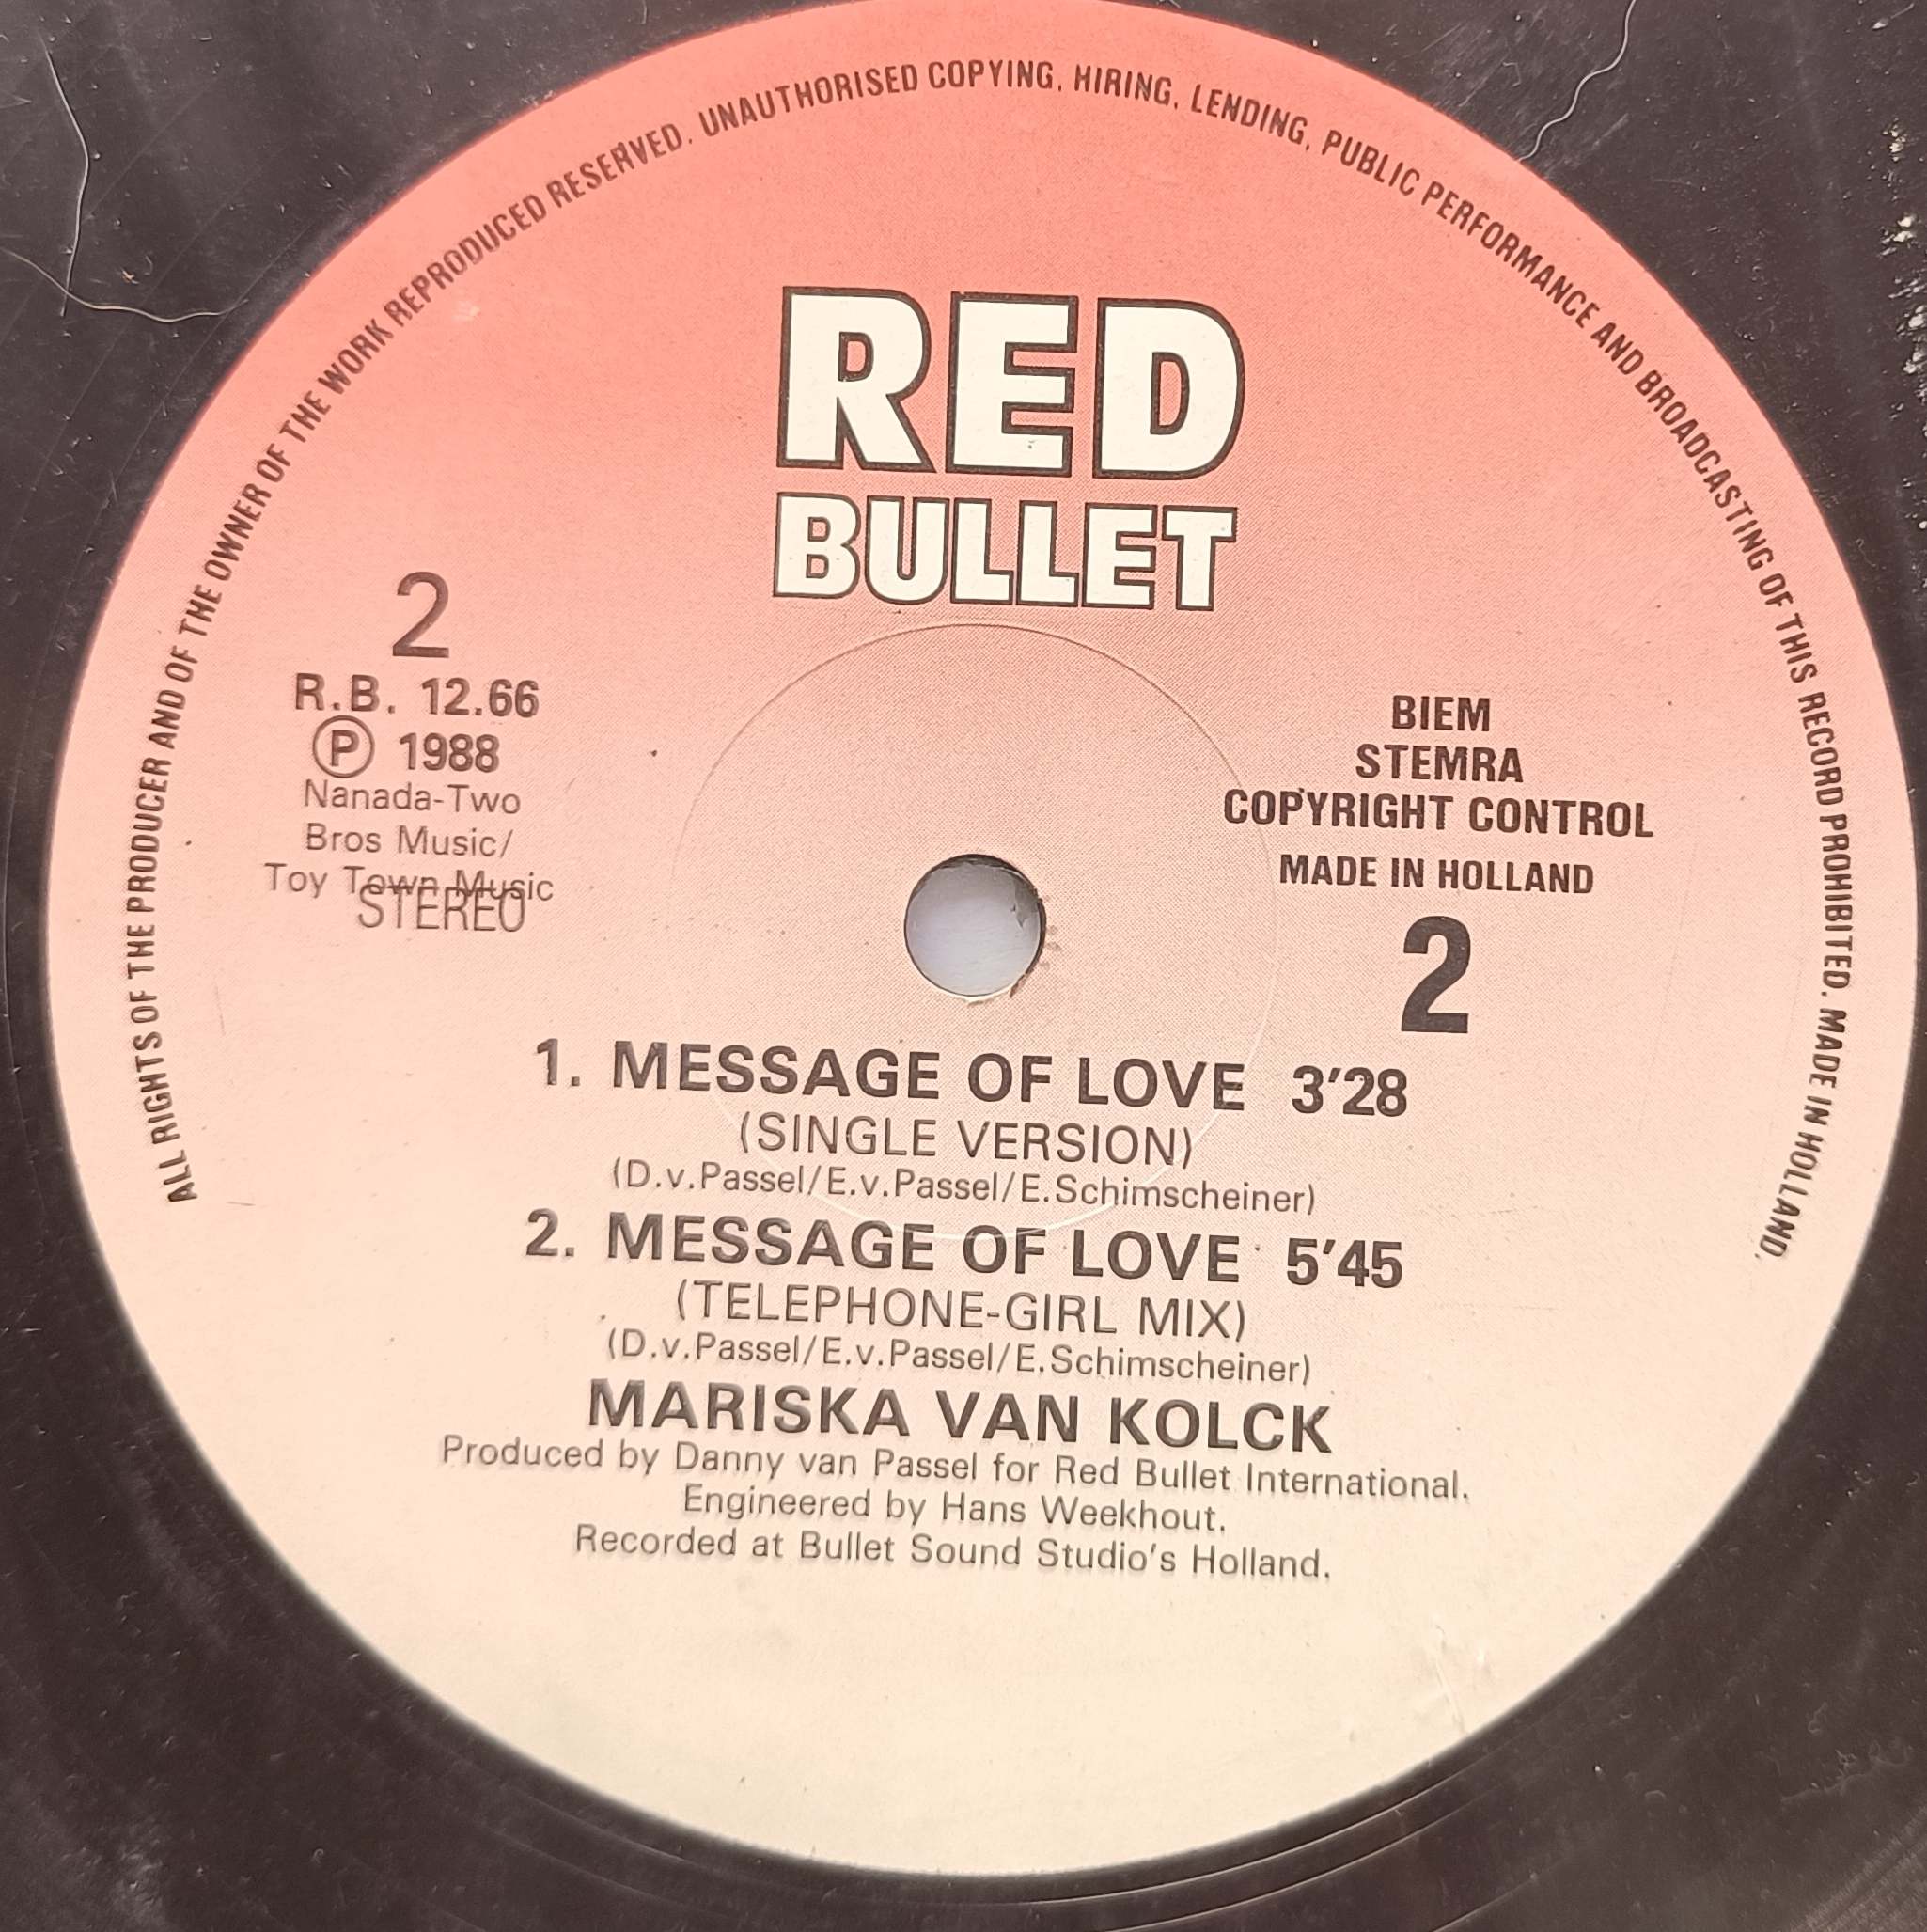 ALL RIGHTS OF THE PRODUCER AND OF THE OWNER OF THE WORK REPRODUCED RESERVED. UNAUTHORISED COPYING, HIRING, LENDING, PUBLIC PERFORMANCE AND BROADCASTING OF THIS RECORD PROHIBITED. MADE IN HOLLAND.
RED
BULLET
2
R.B. 12.66
Ⓟ 1988
Nanada-Two
Bros Music/
Toy Town Music
STEREO
BIEM
STEMRA
COPYRIGHT CONTROL
MADE IN HOLLAND
2
1. MESSAGE OF LOVE 3'28
(SINGLE VERSION)
(D.v.Passel/E.v.Passel/E.Schimscheiner)
2. MESSAGE OF LOVE 5'45
(TELEPHONE-GIRL MIX)
(D.v.Passel/E.v.Passel/E.Schimscheiner)
MARISKA VAN KOLCK
Produced by Danny van Passel for Red Bullet International.
Engineered by Hans Weekhout.
Recorded at Bullet Sound Studio's Holland.